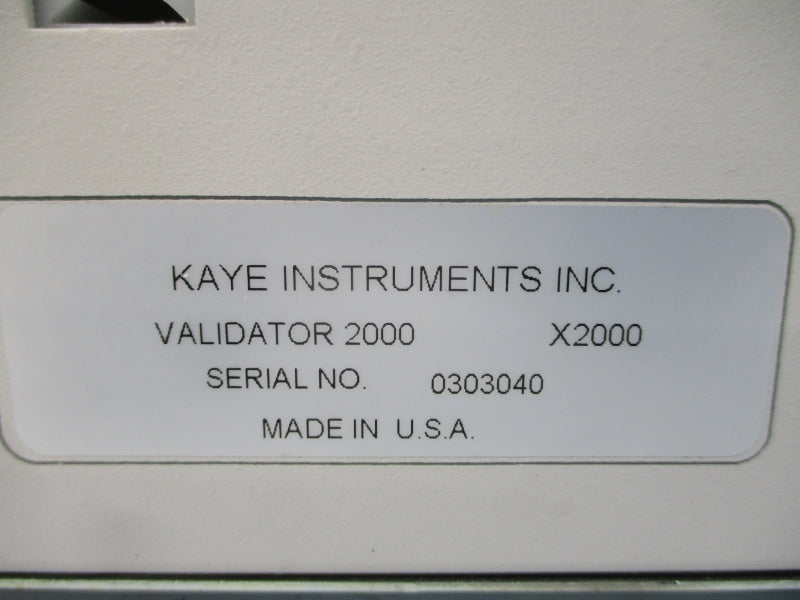 KAYE INSTRUMENTS INC.
VALIDATOR 2000 X2000
SERIAL NO. 0303040
MADE IN U.S.A.